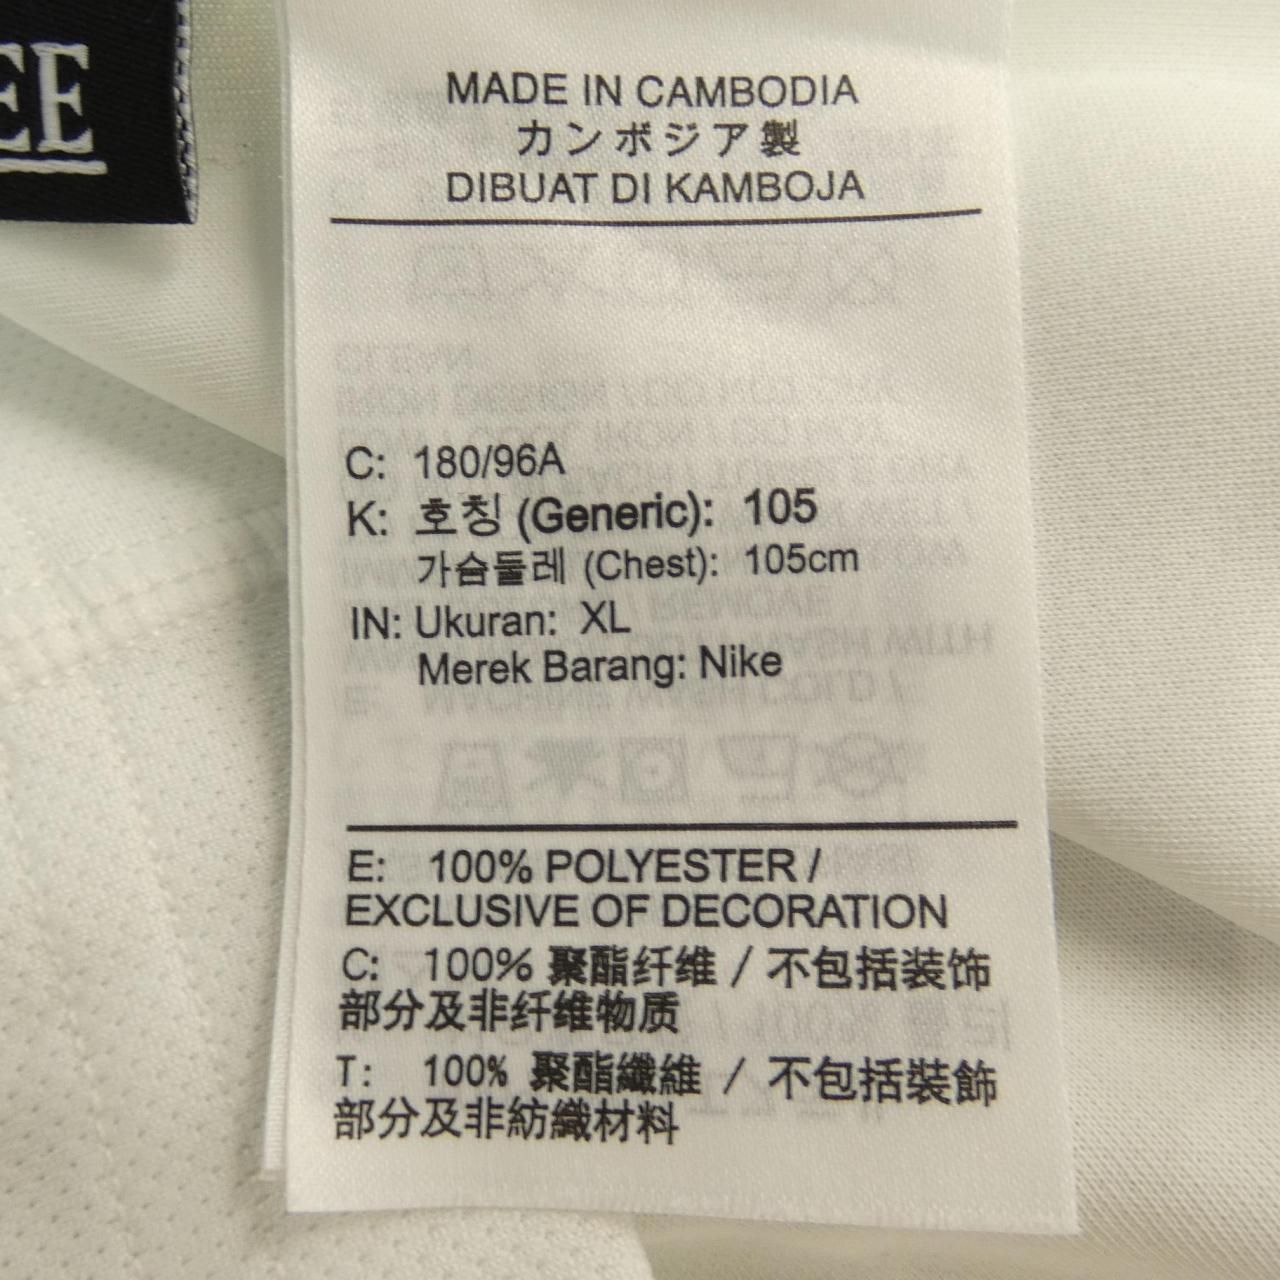 EE
MADE IN CAMBODIA
カンボジア製
DIBUAT DI KAMBOJA
C: 180/96A
K: 호칭 (Generic): 105
가슴둘레 (Chest): 105cm
IN: Ukuran: XL
Merek Barang: Nike
E: 100% POLYESTER /
EXCLUSIVE OF DECORATION
C: 100% 聚酯纤维 / 不包括装饰
部分及非纤维物质
T: 100% 聚酯纖維 / 不包括裝飾
部分及非紡織材料